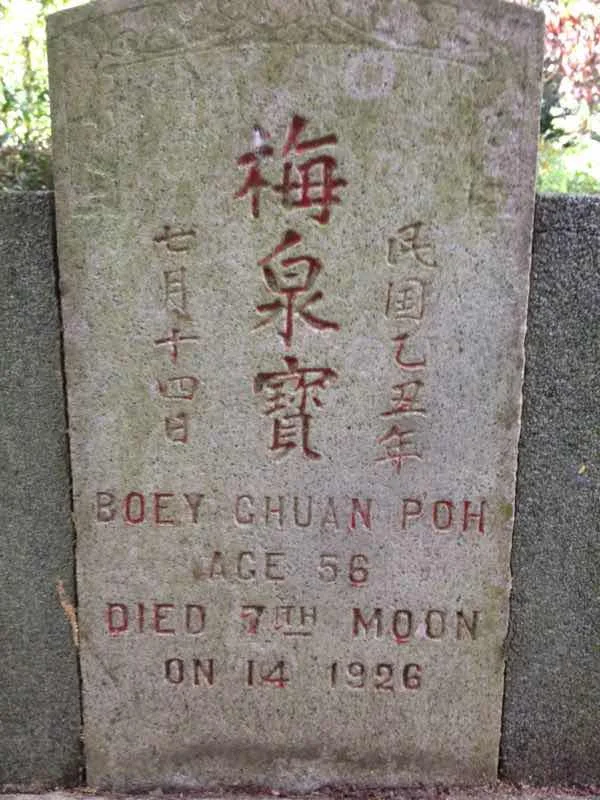 民国乙丑年
梅泉寳
七月十四日
BOEY CHUAN POH
AGE 56
DIED 7TH MOON
ON 14 1926